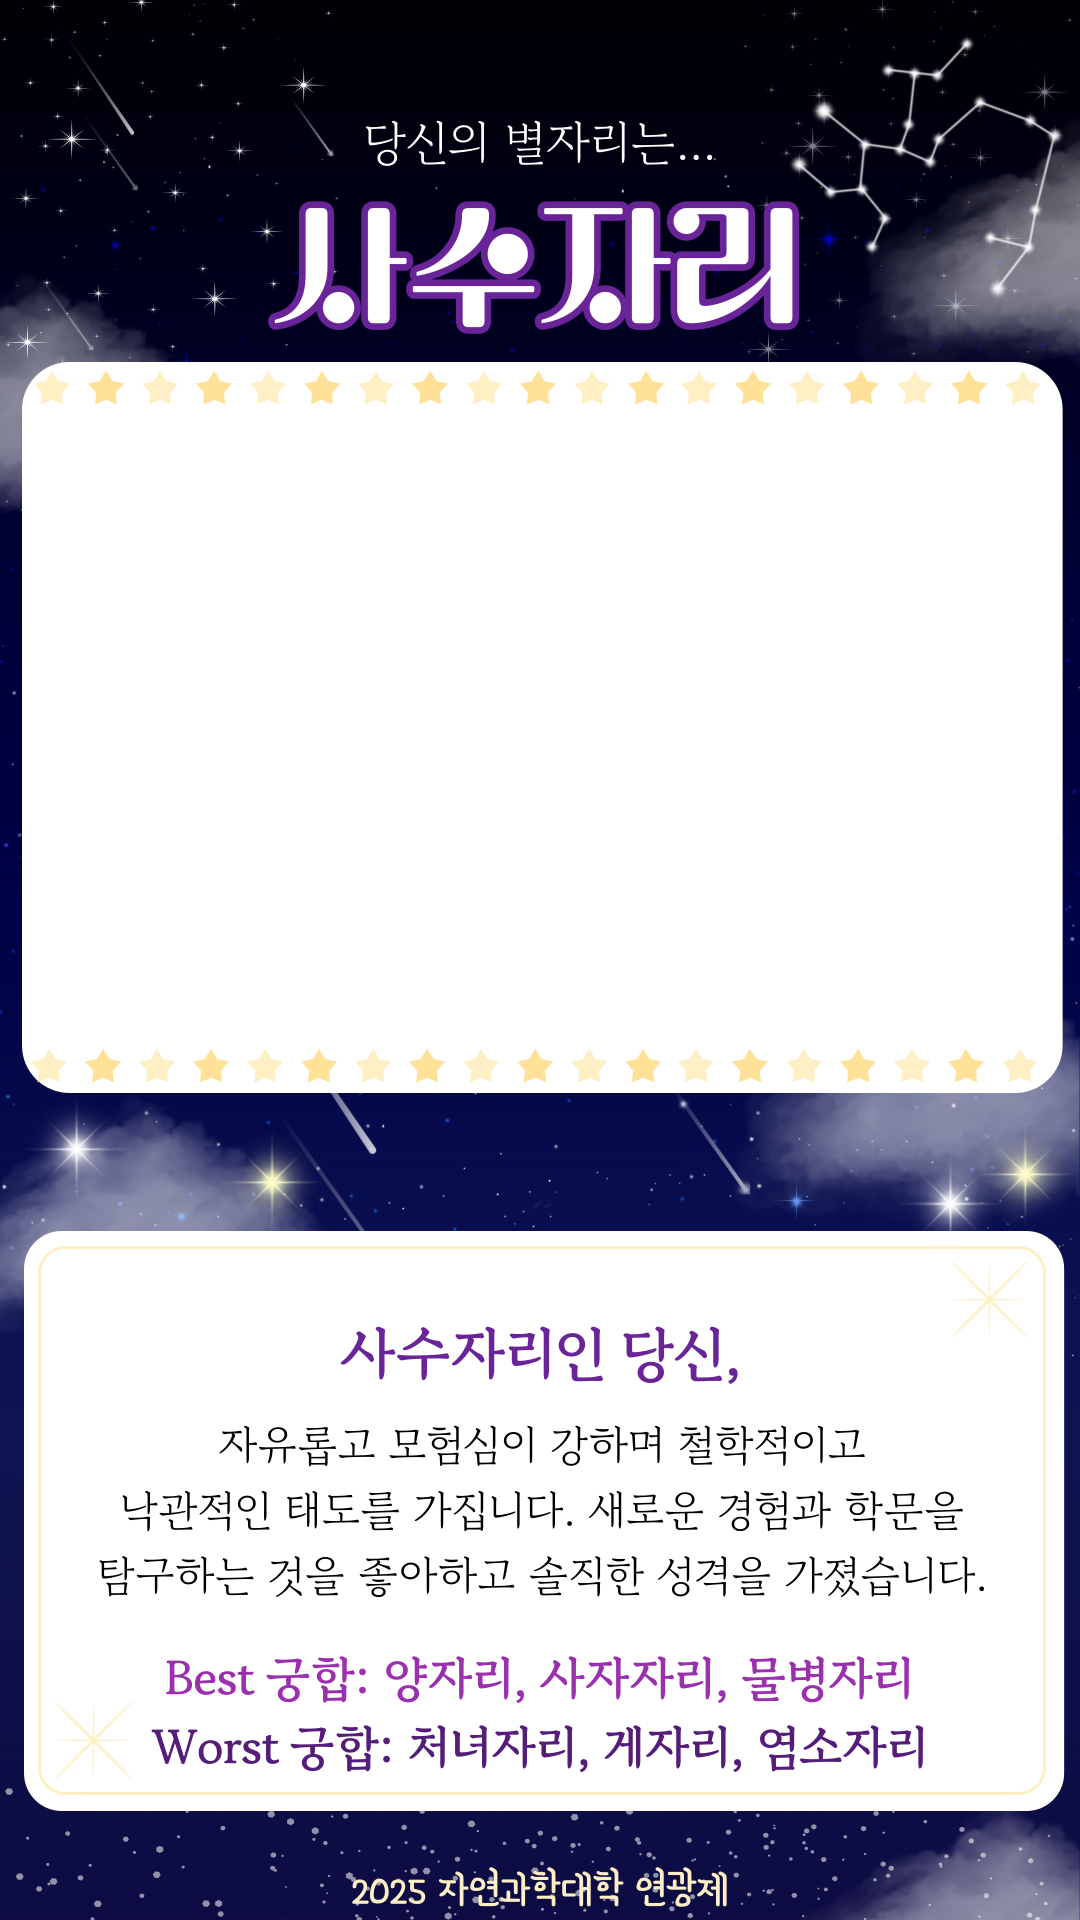 당신의 별자리는...
사수자리
사수자리인 당신,
자유롭고 모험심이 강하며 철학적이고
낙관적인 태도를 가집니다. 새로운 경험과 학문을
탐구하는 것을 좋아하고 솔직한 성격을 가졌습니다.
Best 궁합: 양자리, 사자자리, 물병자리
Worst 궁합: 처녀자리, 게자리, 염소자리
2025 자연과학대학 연광제